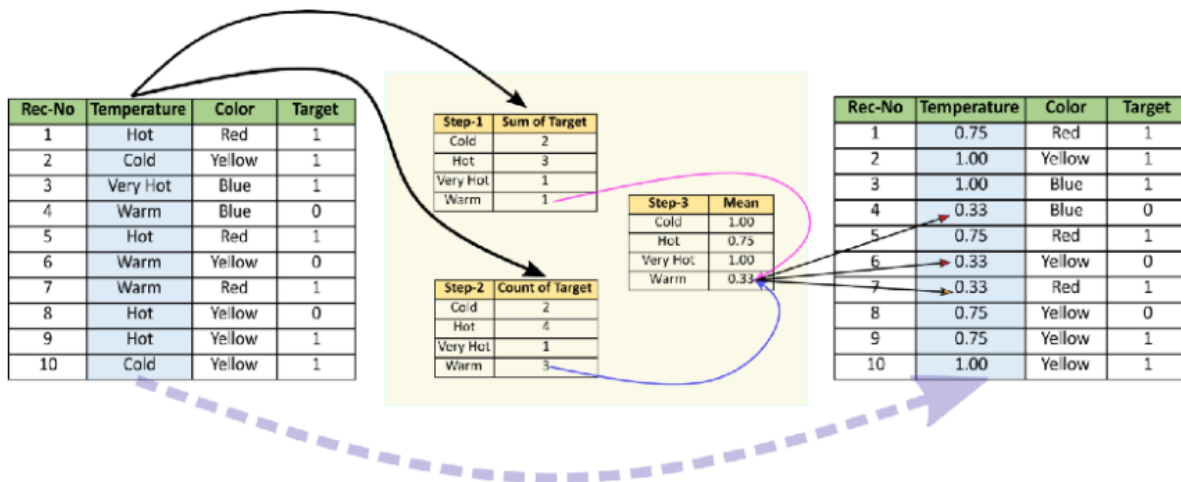 Rec-No Temperature Color Target
1 Hot Red 1
2 Cold Yellow 1
3 Very Hot Blue 1
4 Warm Blue 0
5 Hot Red 1
6 Warm Yellow 0
7 Warm Red 1
8 Hot Yellow 0
9 Hot Yellow 1
10 Cold Yellow 1
Step-1 Sum of Target
Cold 2
Hot 3
Very Hot 1
Warm 1
Step-2 Count of Target
Cold 2
Hot 4
Very Hot 1
Warm 3
Step-3 Mean
Cold 1.00
Hot 0.75
Very Hot 1.00
Warm 0.33
Rec-No Temperature Color Target
1 0.75 Red 1
2 1.00 Yellow 1
3 1.00 Blue 1
4 0.33 Blue 0
5 0.75 Red 1
6 0.33 Yellow 0
7 0.33 Red 1
8 0.75 Yellow 0
9 0.75 Yellow 1
10 1.00 Yellow 1